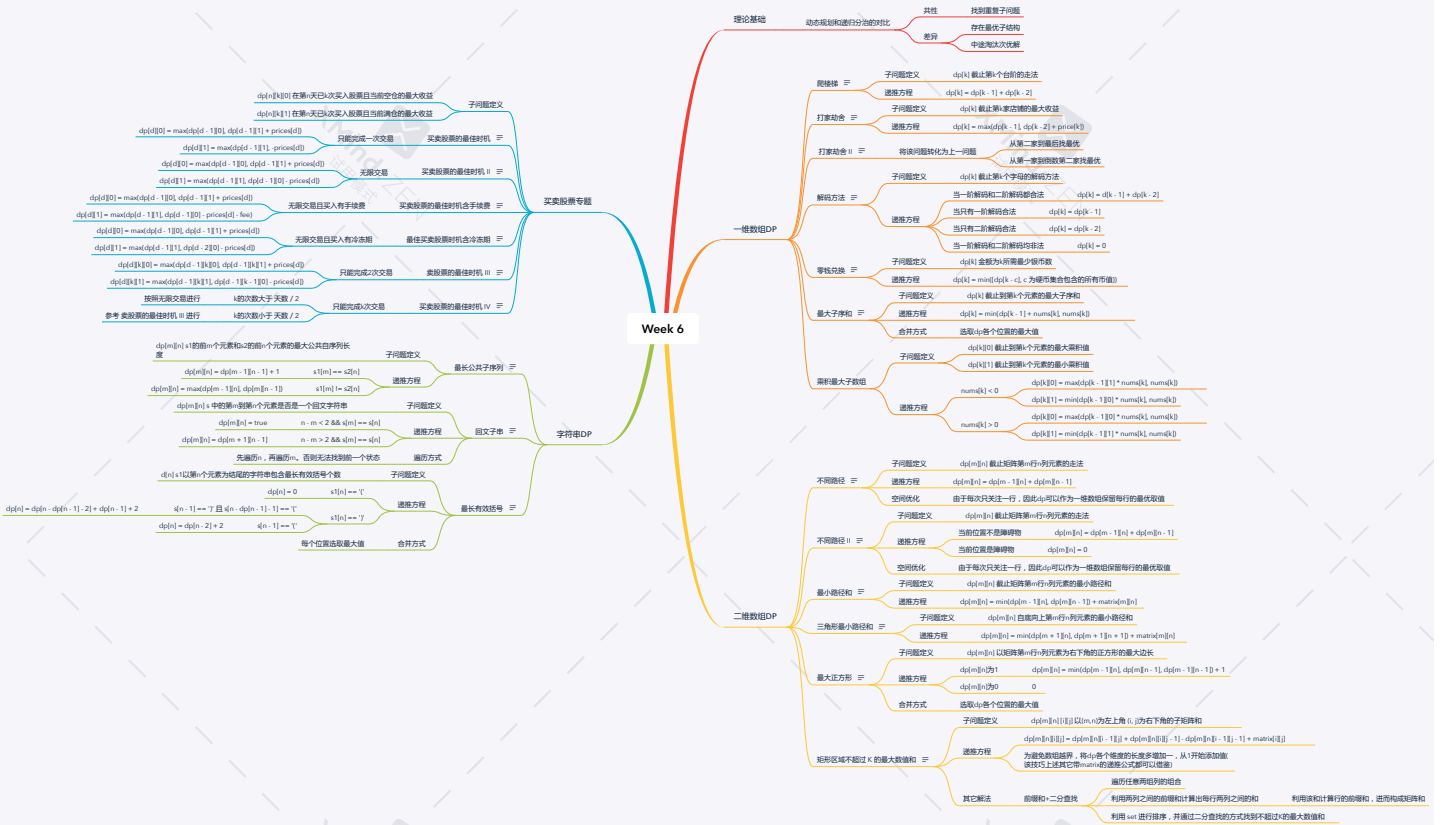 Week 6
理论基础
动态规划和递归分治的对比
共性
找到重复子问题
差异
存在最优子结构
中途淘汰次优解
一维数组DP
爬楼梯
子问题定义
dp[k] 截止第k个台阶的走法
递推方程
dp[k] = dp[k - 1] + dp[k - 2]
打家劫舍
子问题定义
dp[k] 截止第k家店铺的最大收益
递推方程
dp[k] = max(dp[k - 1], dp[k - 2] + price[k])
打家劫舍 II
将该问题转化为上一问题
从第二家到最后找最优
从第一家到倒数第二家找最优
解码方法
子问题定义
dp[k] 截止第k个字母的解码方法
递推方程
当一阶解码和二阶解码都合法
dp[k] = d[k - 1] + dp[k - 2]
当只有一阶解码合法
dp[k] = dp[k - 1]
当只有二阶解码合法
dp[k] = dp[k - 2]
当一阶解码和二阶解码均非法
dp[k] = 0
零钱兑换
子问题定义
dp[k] 金额为k所需最少银币数
递推方程
dp[k] = min([dp[k - c], c 为硬币集合包含的所有币值))
最大子序和
子问题定义
dp[k] 截止到第k个元素的最大子序和
递推方程
dp[k] = min(dp[k - 1] + nums[k], nums[k])
合并方式
选取dp各个位置的最大值
乘积最大子数组
子问题定义
dp[k][0] 截止到第k个元素的最大乘积值
dp[k][1] 截止到第k个元素的最小乘积值
递推方程
nums[k] < 0
dp[k][0] = max(dp[k - 1][1] * nums[k], nums[k])
dp[k][1] = min(dp[k - 1][0] * nums[k], nums[k])
nums[k] > 0
dp[k][0] = max(dp[k - 1][0] * nums[k], nums[k])
dp[k][1] = min(dp[k - 1][1] * nums[k], nums[k])
二维数组DP
不同路径
子问题定义
dp[m][n] 截止矩阵第m行n列元素的走法
递推方程
dp[m][n] = dp[m - 1][n] + dp[m][n - 1]
空间优化
由于每次只关注一行，因此dp可以作为一维数组保留每行的最优取值
不同路径 II
子问题定义
dp[m][n] 截止矩阵第m行n列元素的走法
递推方程
当前位置不是障碍物
dp[m][n] = dp[m - 1][n] + dp[m][n - 1]
当前位置是障碍物
dp[m][n] = 0
空间优化
由于每次只关注一行，因此dp可以作为一维数组保留每行的最优取值
最小路径和
子问题定义
dp[m][n] 截止矩阵第m行n列元素的最小路径和
递推方程
dp[m][n] = min(dp[m - 1][n], dp[m][n - 1]) + matrix[m][n]
三角形最小路径和
子问题定义
dp[m][n] 自底向上第m行n列元素的最小路径和
递推方程
dp[m][n] = min(dp[m + 1][n], dp[m + 1][n + 1]) + matrix[m][n]
最大正方形
子问题定义
dp[m][n] 以矩阵第m行n列元素为右下角的正方形的最大边长
递推方程
dp[m][n]为1
dp[m][n] = min(dp[m - 1][n], dp[m][n - 1], dp[m - 1][n - 1]) + 1
dp[m][n]为0
0
合并方式
选取dp各个位置的最大值
矩形区域不超过 K 的最大数值和
子问题定义
dp[m][n] [i][j] 以(m,n)为左上角 (i, j)为右下角的子矩阵和
递推方程
dp[m][n][i][j] = dp[m][n][i - 1][j] + dp[m][n][i][j - 1] - dp[m][n][i - 1][j - 1] + matrix[i][j]
为避免数组越界，将dp各个维度的长度多增加一，从1开始添加值(
该技巧上述其它带matrix的递推公式都可以借鉴)
其它解法
前缀和+二分查找
遍历任意两组列的组合
利用两列之间的前缀和计算出每行两列之间的和
利用该和计算行的前缀和，进而构成矩阵和
利用 set 进行排序，并通过二分查找的方式找到不超过K的最大数值和
买卖股票专题
子问题定义
dp[n][k][0] 在第n天已k次买入股票且当前空仓的最大收益
dp[n][k][1] 在第n天已k次买入股票且当前满仓的最大收益
买卖股票的最佳时机
只能完成一次交易
dp[d][0] = max(dp[d - 1][0], dp[d - 1][1] + prices[d])
dp[d][1] = max(dp[d - 1][1], -prices[d])
买卖股票的最佳时机 II
无限交易
dp[d][0] = max(dp[d - 1][0], dp[d - 1][1] + prices[d])
dp[d][1] = max(dp[d - 1][1], dp[d - 1][0] - prices[d])
买卖股票的最佳时机含手续费
无限交易且买入有手续费
dp[d][0] = max(dp[d - 1][0], dp[d - 1][1] + prices[d])
dp[d][1] = max(dp[d - 1][1], dp[d - 1][0] - prices[d] - fee)
最佳买卖股票时机含冷冻期
无限交易且买入有冷冻期
dp[d][0] = max(dp[d - 1][0], dp[d - 1][1] + prices[d])
dp[d][1] = max(dp[d - 1][1], dp[d - 2][0] - prices[d])
卖股票的最佳时机 III
只能完成2次交易
dp[d][k][0] = max(dp[d - 1][k][0], dp[d - 1][k][1] + prices[d])
dp[d][k][1] = max(dp[d - 1][k][1], dp[d - 1][k - 1][0] - prices[d])
买卖股票的最佳时机 IV
只能完成k次交易
k的次数大于 天数 / 2
按照无限交易进行
k的次数小于 天数 / 2
参考 卖股票的最佳时机 III 进行
字符串DP
最长公共子序列
子问题定义
dp[m][n] s1的前m个元素和s2的前n个元素的最大公共自序列长
度
递推方程
s1[m] == s2[n]
dp[m][n] = dp[m - 1][n - 1] + 1
s1[m] != s2[n]
dp[m][n] = max(dp[m - 1][n], dp[m][n - 1])
回文子串
子问题定义
dp[m][n] s 中的第m到第n个元素是否是一个回文字符串
递推方程
n - m < 2 && s[m] == s[n]
dp[m][n] = true
n - m > 2 && s[m] == s[n]
dp[m][n] = dp[m + 1][n - 1]
遍历方式
先遍历n，再遍历m。否则无法找到前一个状态
最长有效括号
子问题定义
d[n] s1以第n个元素为结尾的字符串包含最长有效括号个数
递推方程
s1[n] == '('
dp[n] = 0
s1[n] == ')'
s[n - 1] == ')' 且 s[n - dp[n - 1] - 1] == '('
dp[n] = dp[n - dp[n - 1] - 2] + dp[n - 1] + 2
s[n - 1] == '('
dp[n] = dp[n - 2] + 2
合并方式
每个位置选取最大值